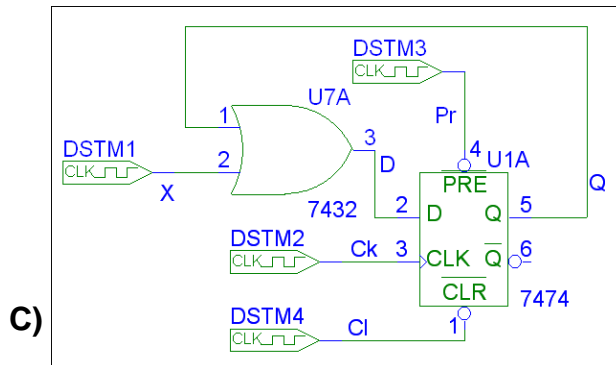 DSTM3
CLK
U7A
Pr
1
3
4
U1A
DSTM1
D
PRE
Q
CLK
2
X
7432
2
D
Q
5
DSTM2
Ck
3
CLK
Q
6
CLK
CLR
C)
DSTM4
7474
CLK
Cl
1